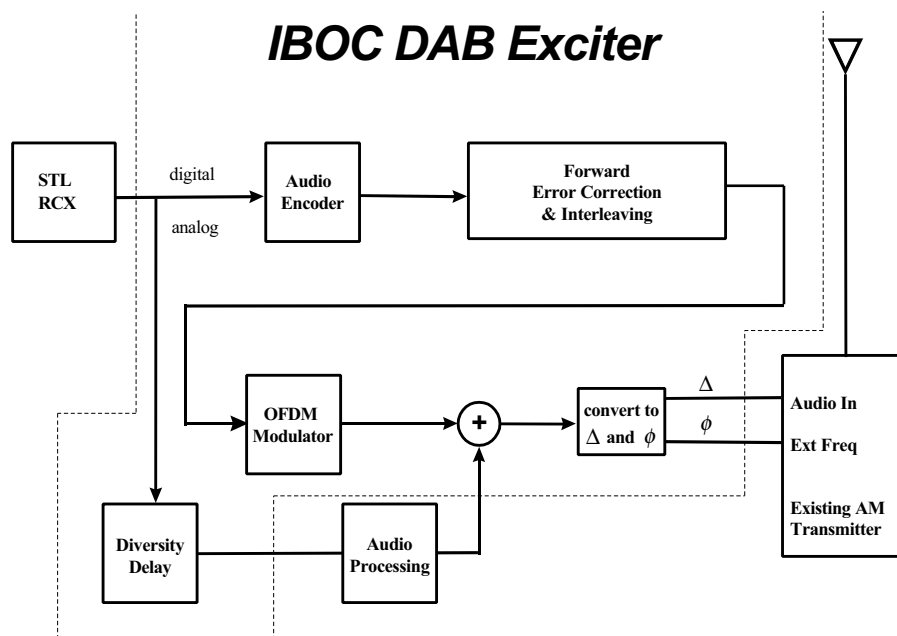 IBOC DAB Exciter
STL
RCX
digital
analog
Audio
Encoder
Forward
Error Correction
& Interleaving
OFDM
Modulator
+
convert to
Δ and ϕ
Δ
ϕ
Audio In
Ext Freq
Existing AM
Transmitter
Diversity
Delay
Audio
Processing